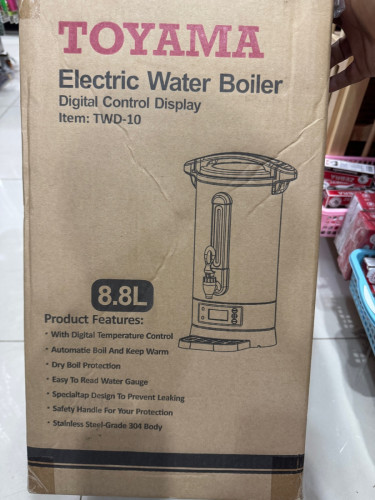 TOYAMA
Electric Water Boiler
Digital Control Display
Item: TWD-10
8.8L
Product Features:
· With Digital Temperature Control
· Automatic Boil And Keep Warm
· Dry Boil Protection
· Easy To Read Water Gauge
· Specialtap Design To Prevent Leaking
· Safety Handle For Your Protection
· Stainless Steel-Grade 304 Body